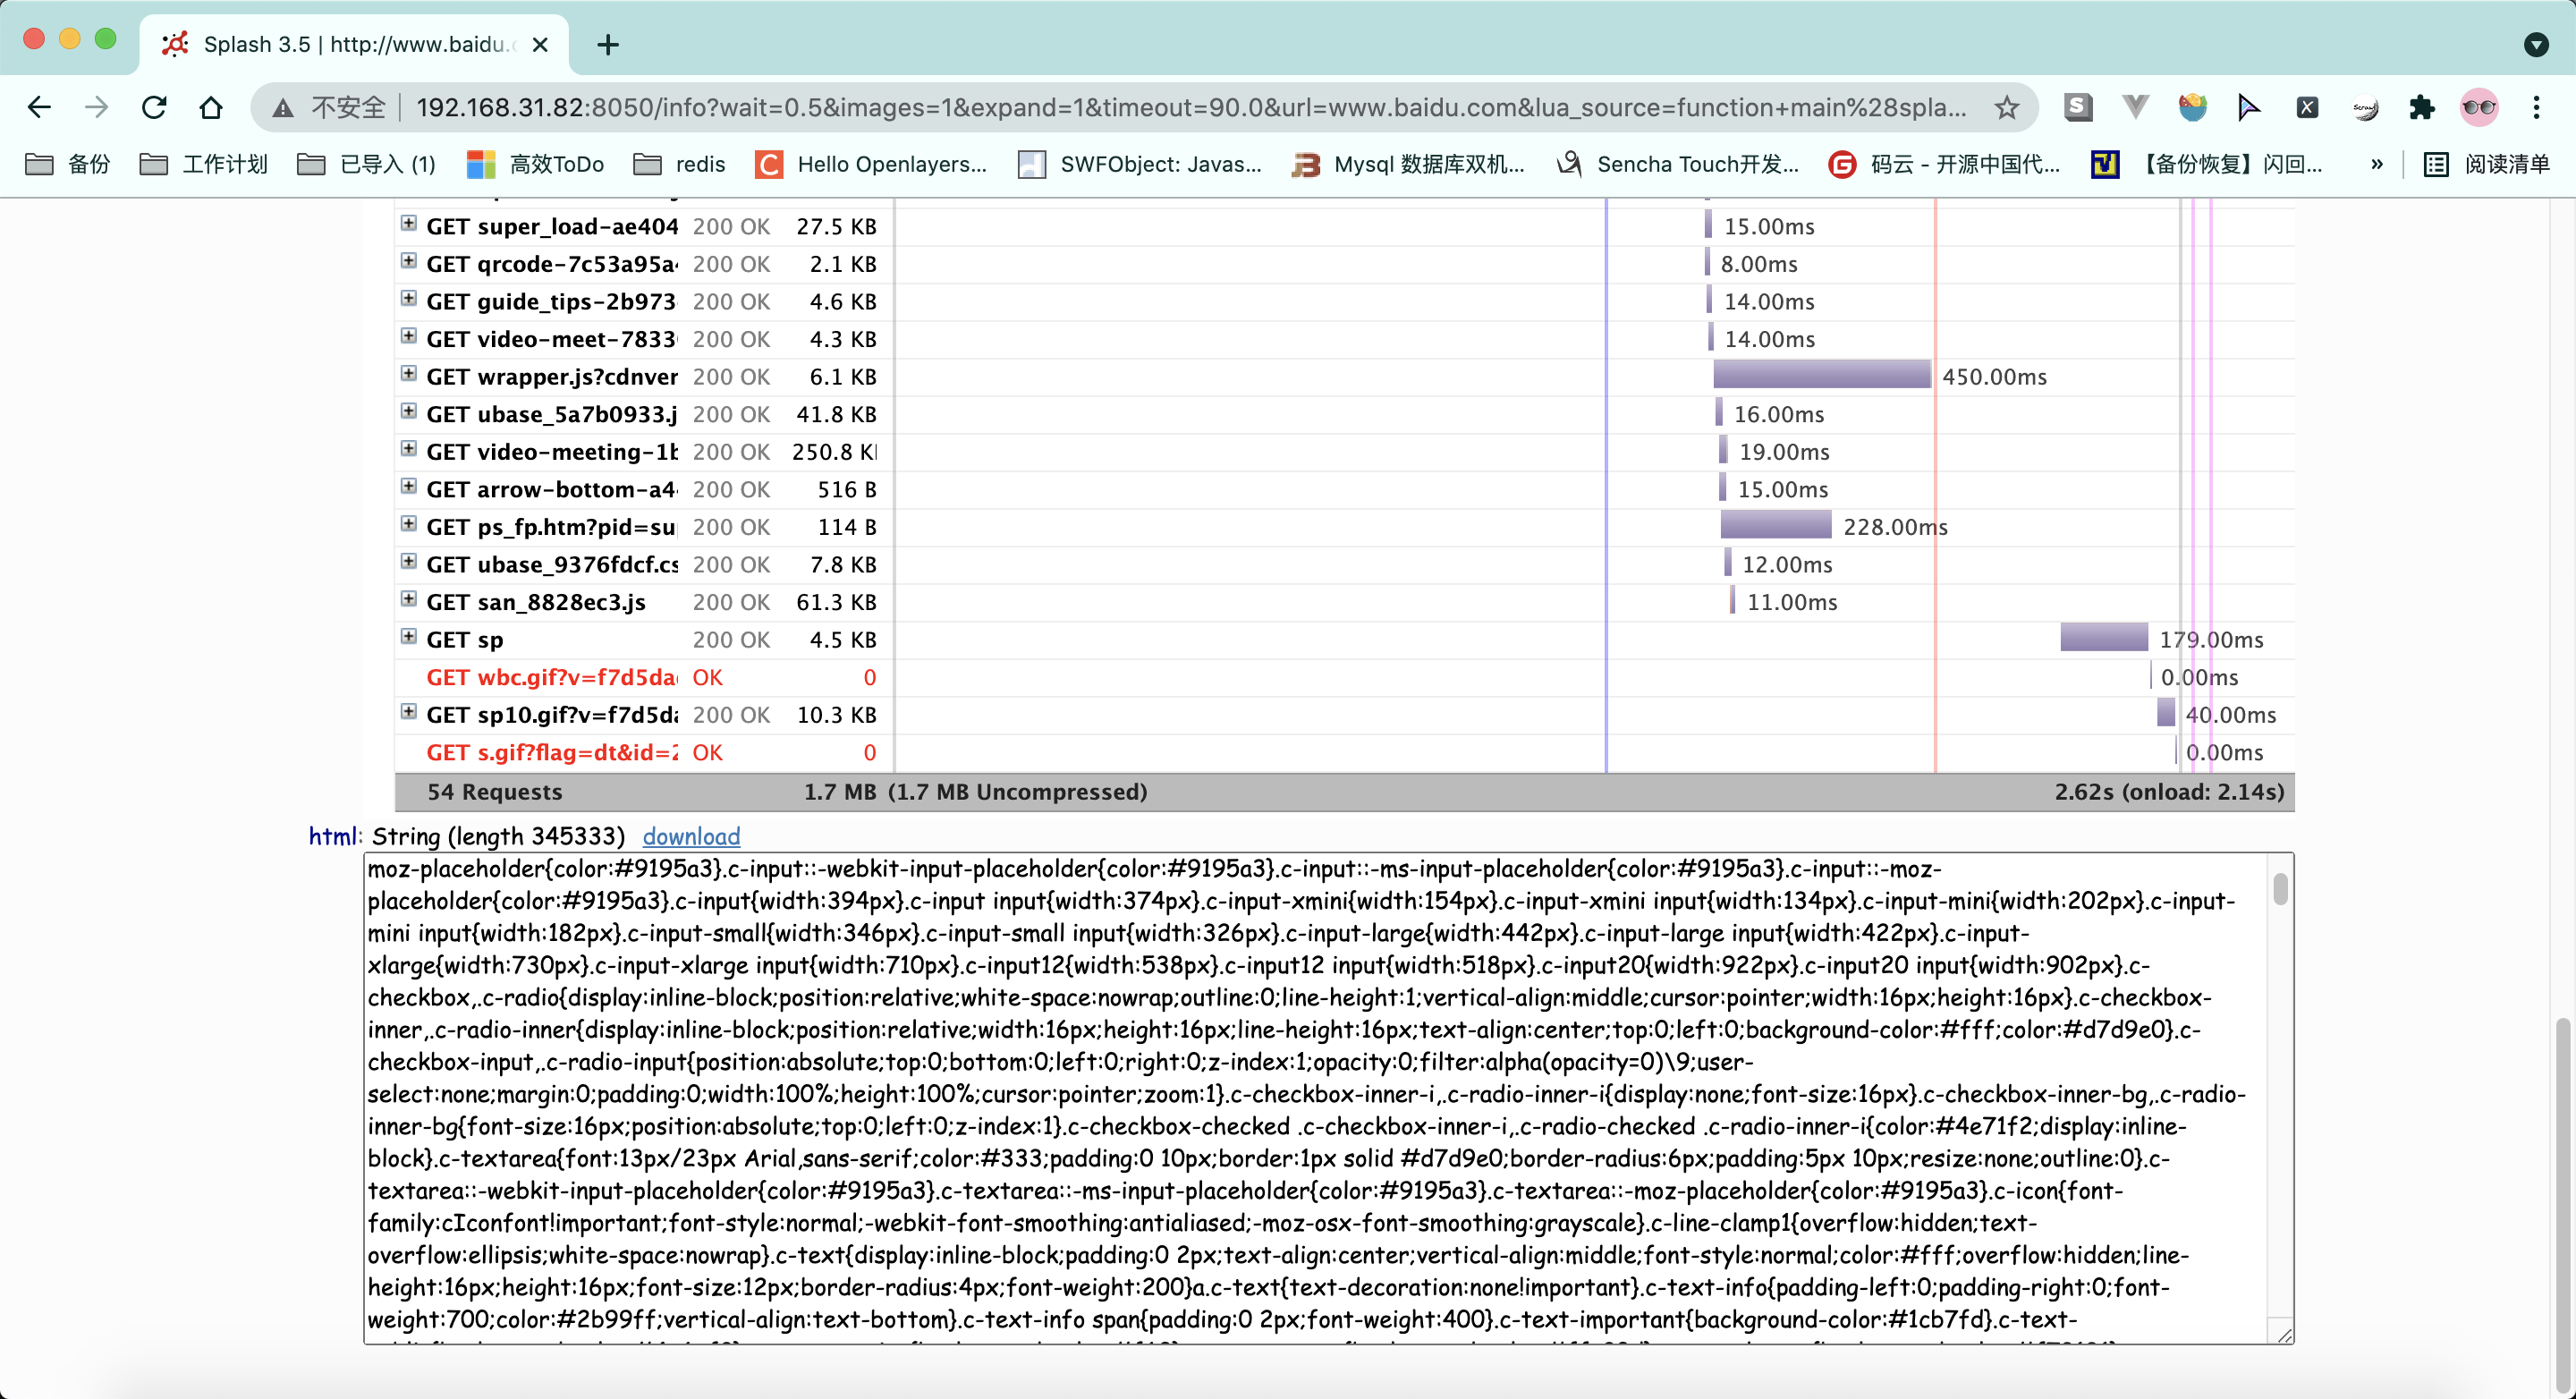 Splash 3.5 | http://www.baidu.c
不安全 192.168.31.82:8050/info?wait=0.5&images=1&expand=1&timeout=90.0&url=www.baidu.com&lua_source=function+main%28spla...
备份 工作计划 已导入 (1) 高效ToDo redis Hello Openlayers... SWFObject: Javas... Mysql 数据库双机... Sencha Touch开发... 码云 - 开源中国代... 【备份恢复】闪回... » 阅读清单
GET super_load-ae404 200 OK 27.5 KB 15.00ms
GET qrcode-7c53a95a4 200 OK 2.1 KB 8.00ms
GET guide_tips-2b973 200 OK 4.6 KB 14.00ms
GET video-meet-7833 200 OK 4.3 KB 14.00ms
GET wrapper.js?cdnver 200 OK 6.1 KB 450.00ms
GET ubase_5a7b0933.j 200 OK 41.8 KB 16.00ms
GET video-meeting-1b 200 OK 250.8 K 19.00ms
GET arrow-bottom-a4 200 OK 516 B 15.00ms
GET ps_fp.htm?pid=su 200 OK 114 B 228.00ms
GET ubase_9376fdcf.cs 200 OK 7.8 KB 12.00ms
GET san_8828ec3.js 200 OK 61.3 KB 11.00ms
GET sp 200 OK 4.5 KB 179.00ms
GET wbc.gif?v=f7d5da OK 0 0.00ms
GET sp10.gif?v=f7d5da 200 OK 10.3 KB 40.00ms
GET s.gif?flag=dt&id=2 OK 0 0.00ms
54 Requests 1.7 MB (1.7 MB Uncompressed) 2.62s (onload: 2.14s)
html: String (length 345333) download
moz-placeholder{color:#9195a3}.c-input::-webkit-input-placeholder{color:#9195a3}.c-input::-ms-input-placeholder{color:#9195a3}.c-input::-moz-
placeholder{color:#9195a3}.c-input{width:394px}.c-input input{width:374px}.c-input-xmini{width:154px}.c-input-xmini input{width:134px}.c-input-mini{width:202px}.c-input-
mini input{width:182px}.c-input-small{width:346px}.c-input-small input{width:326px}.c-input-large{width:442px}.c-input-large input{width:422px}.c-input-
xlarge{width:730px}.c-input-xlarge input{width:710px}.c-input12{width:538px}.c-input12 input{width:518px}.c-input20{width:922px}.c-input20 input{width:902px}.c-
checkbox,.c-radio{display:inline-block;position:relative;white-space:nowrap;outline:0;line-height:1;vertical-align:middle;cursor:pointer;width:16px;height:16px}.c-checkbox-
inner,.c-radio-inner{display:inline-block;position:relative;width:16px;height:16px;line-height:16px;text-align:center;top:0;left:0;background-color:#fff;color:#d7d9e0}.c-
checkbox-input,.c-radio-input{position:absolute;top:0;bottom:0;left:0;right:0;z-index:1;opacity:0;filter:alpha(opacity=0)\9;user-
select:none;margin:0;padding:0;width:100%;height:100%;cursor:pointer;zoom:1}.c-checkbox-inner-i,.c-radio-inner-i{display:none;font-size:16px}.c-checkbox-inner-bg,.c-radio-
inner-bg{font-size:16px;position:absolute;top:0;left:0;z-index:1}.c-checkbox-checked .c-checkbox-inner-i,.c-radio-checked .c-radio-inner-i{color:#4e71f2;display:inline-
block}.c-textarea{font:13px/23px Arial,sans-serif;color:#333;padding:0 10px;border:1px solid #d7d9e0;border-radius:6px;padding:5px 10px;resize:none;outline:0}.c-
textarea::-webkit-input-placeholder{color:#9195a3}.c-textarea::-ms-input-placeholder{color:#9195a3}.c-textarea::-moz-placeholder{color:#9195a3}.c-icon{font-
family:cIconfont!important;font-style:normal;-webkit-font-smoothing:antialiased;-moz-osx-font-smoothing:grayscale}.c-line-clamp1{overflow:hidden;text-
overflow:ellipsis;white-space:nowrap}.c-text{display:inline-block;padding:0 2px;text-align:center;vertical-align:middle;font-style:normal;color:#fff;overflow:hidden;line-
height:16px;height:16px;font-size:12px;border-radius:4px;font-weight:200}a.c-text{text-decoration:none!important}.c-text-info{padding-left:0;padding-right:0;font-
weight:700;color:#2b99ff;vertical-align:text-bottom}.c-text-info span{padding:0 2px;font-weight:400}.c-text-important{background-color:#1cb7fd}.c-text-